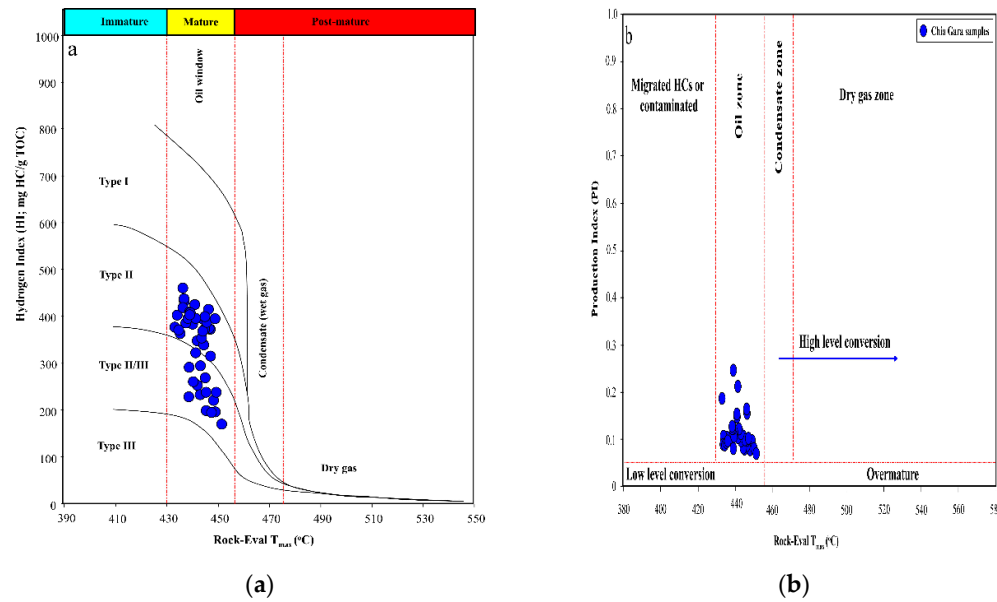 Immature
Mature
Post-mature
a
1000
900
800
700
600
500
400
300
200
100
0
Hydrogen Index (HI; mg HC/g TOC)
Oil window
Condensate (wet gas)
Type I
Type II
Type II/III
Type III
Dry gas
390
410
430
450
470
490
510
530
550
Rock-Eval Tmax (°C)
(a)
b
Chia Gara samples
1.0
0.9
0.8
0.7
0.6
0.5
0.4
0.3
0.2
0.1
0
Production Index (PI)
Migrated HCs or
contaminated
Oil zone
Condensate zone
Dry gas zone
High level conversion
Low level conversion
Overmature
380
400
420
440
460
480
500
520
540
560
58
Rock-Eval Tmax (°C)
(b)